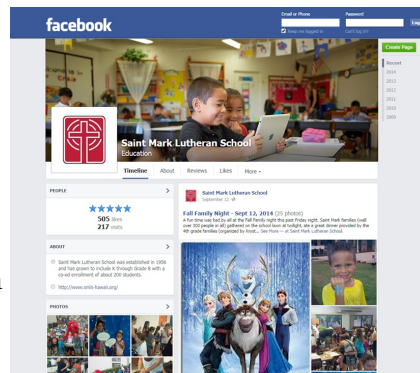 facebook
Email or Phone
Password
Log
Keep me logged in
Can't log in?
Create Page
Recent
2014
2013
2012
2011
2010
2009
Saint Mark Lutheran School
Education
Timeline About Reviews Likes More
PEOPLE
505 likes
217 visits
ABOUT
Saint Mark Lutheran School was established in 1956
and has grown to include K through Grade 8 with a
co-ed enrollment of about 200 students.
http://www.smls-hawaii.org/
PHOTOS
Saint Mark Lutheran School
September 12
Fall Family Night - Sept 12, 2014 (25 photos)
A fun time was had by all at the Fall Family night this past Friday night. Saint Mark families (well
over 300 people in all) gathered on the school lawn at twilight, ate a great dinner provided by the
4th grade families (organized by ... See More — at Saint Mark Lutheran School.